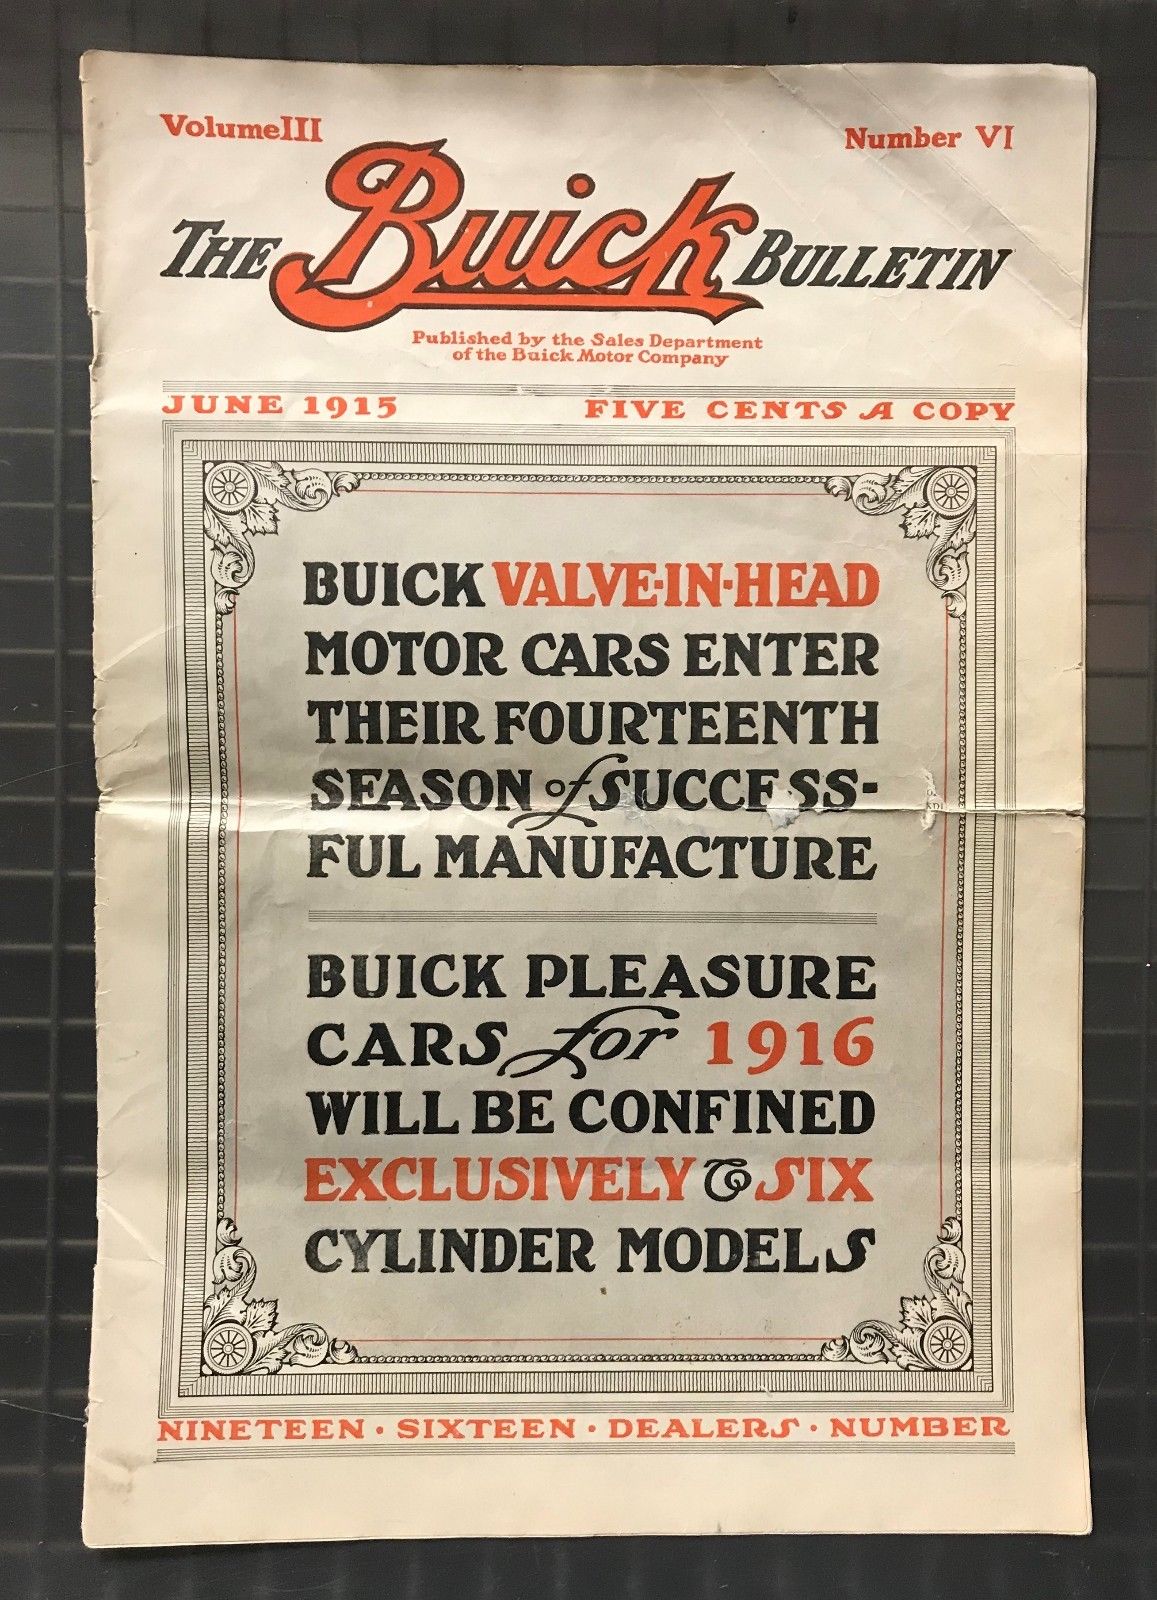 Volume III
Number VI
THE Buick BULLETIN
Published by the Sales Department
of the Buick Motor Company
JUNE 1915 FIVE CENTS A COPY
BUICK VALVE-IN-HEAD
MOTOR CARS ENTER
THEIR FOURTEENTH
SEASON of SUCCESS-
FUL MANUFACTURE
BUICK PLEASURE
CARS for 1916
WILL BE CONFINED
EXCLUSIVELY TO SIX
CYLINDER MODELS
NINETEEN · SIXTEEN · DEALERS · NUMBER